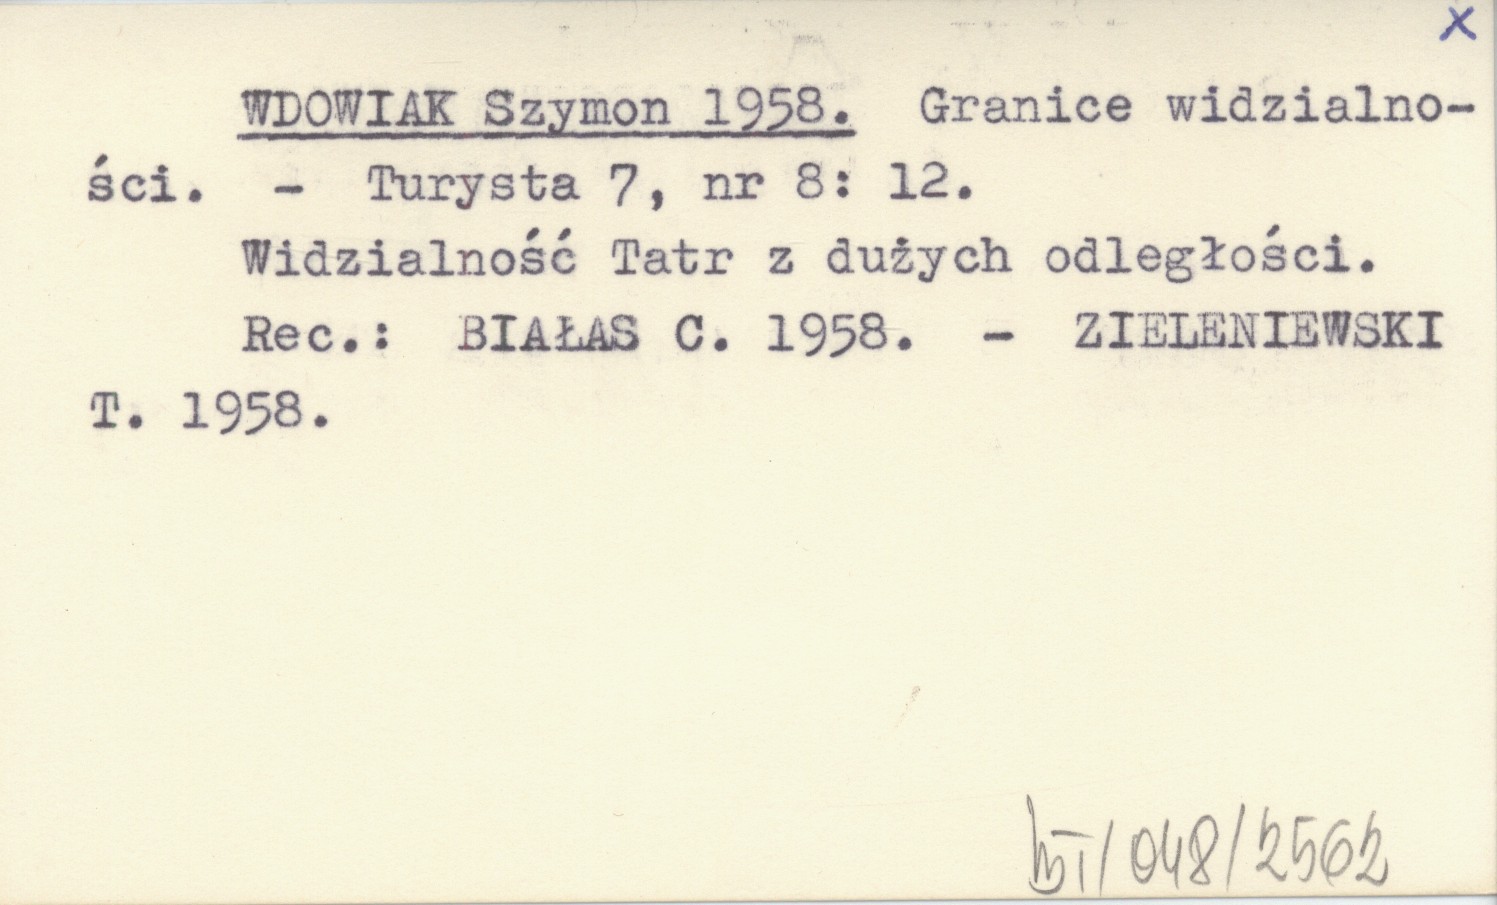 x
WDOWIAK Szymon 1958. Granice widzialno-
ści. - Turysta 7, nr 8: 12.
Widzialność Tatr z dużych odległości.
Rec.: BIAŁAS C. 1958. - ZIELENIEWSKI
T. 1958.
/048/2562